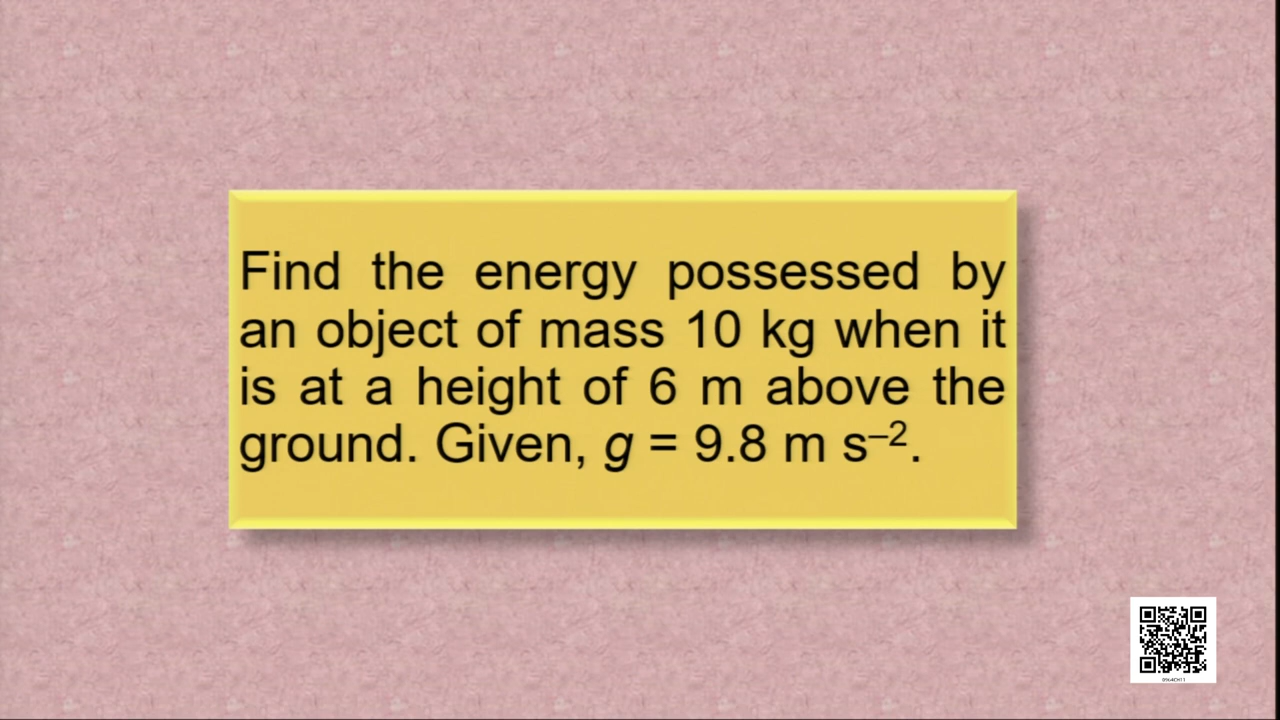 Find the energy possessed by
an object of mass 10 kg when it
is at a height of 6 m above the
ground. Given, g = 9.8 m s⁻².